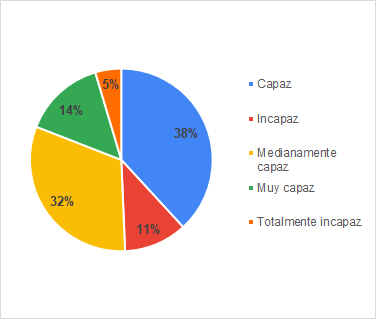 5%
38%
14%
32%
11%
Capaz
Incapaz
Medianamente
capaz
Muy capaz
Totalmente incapaz